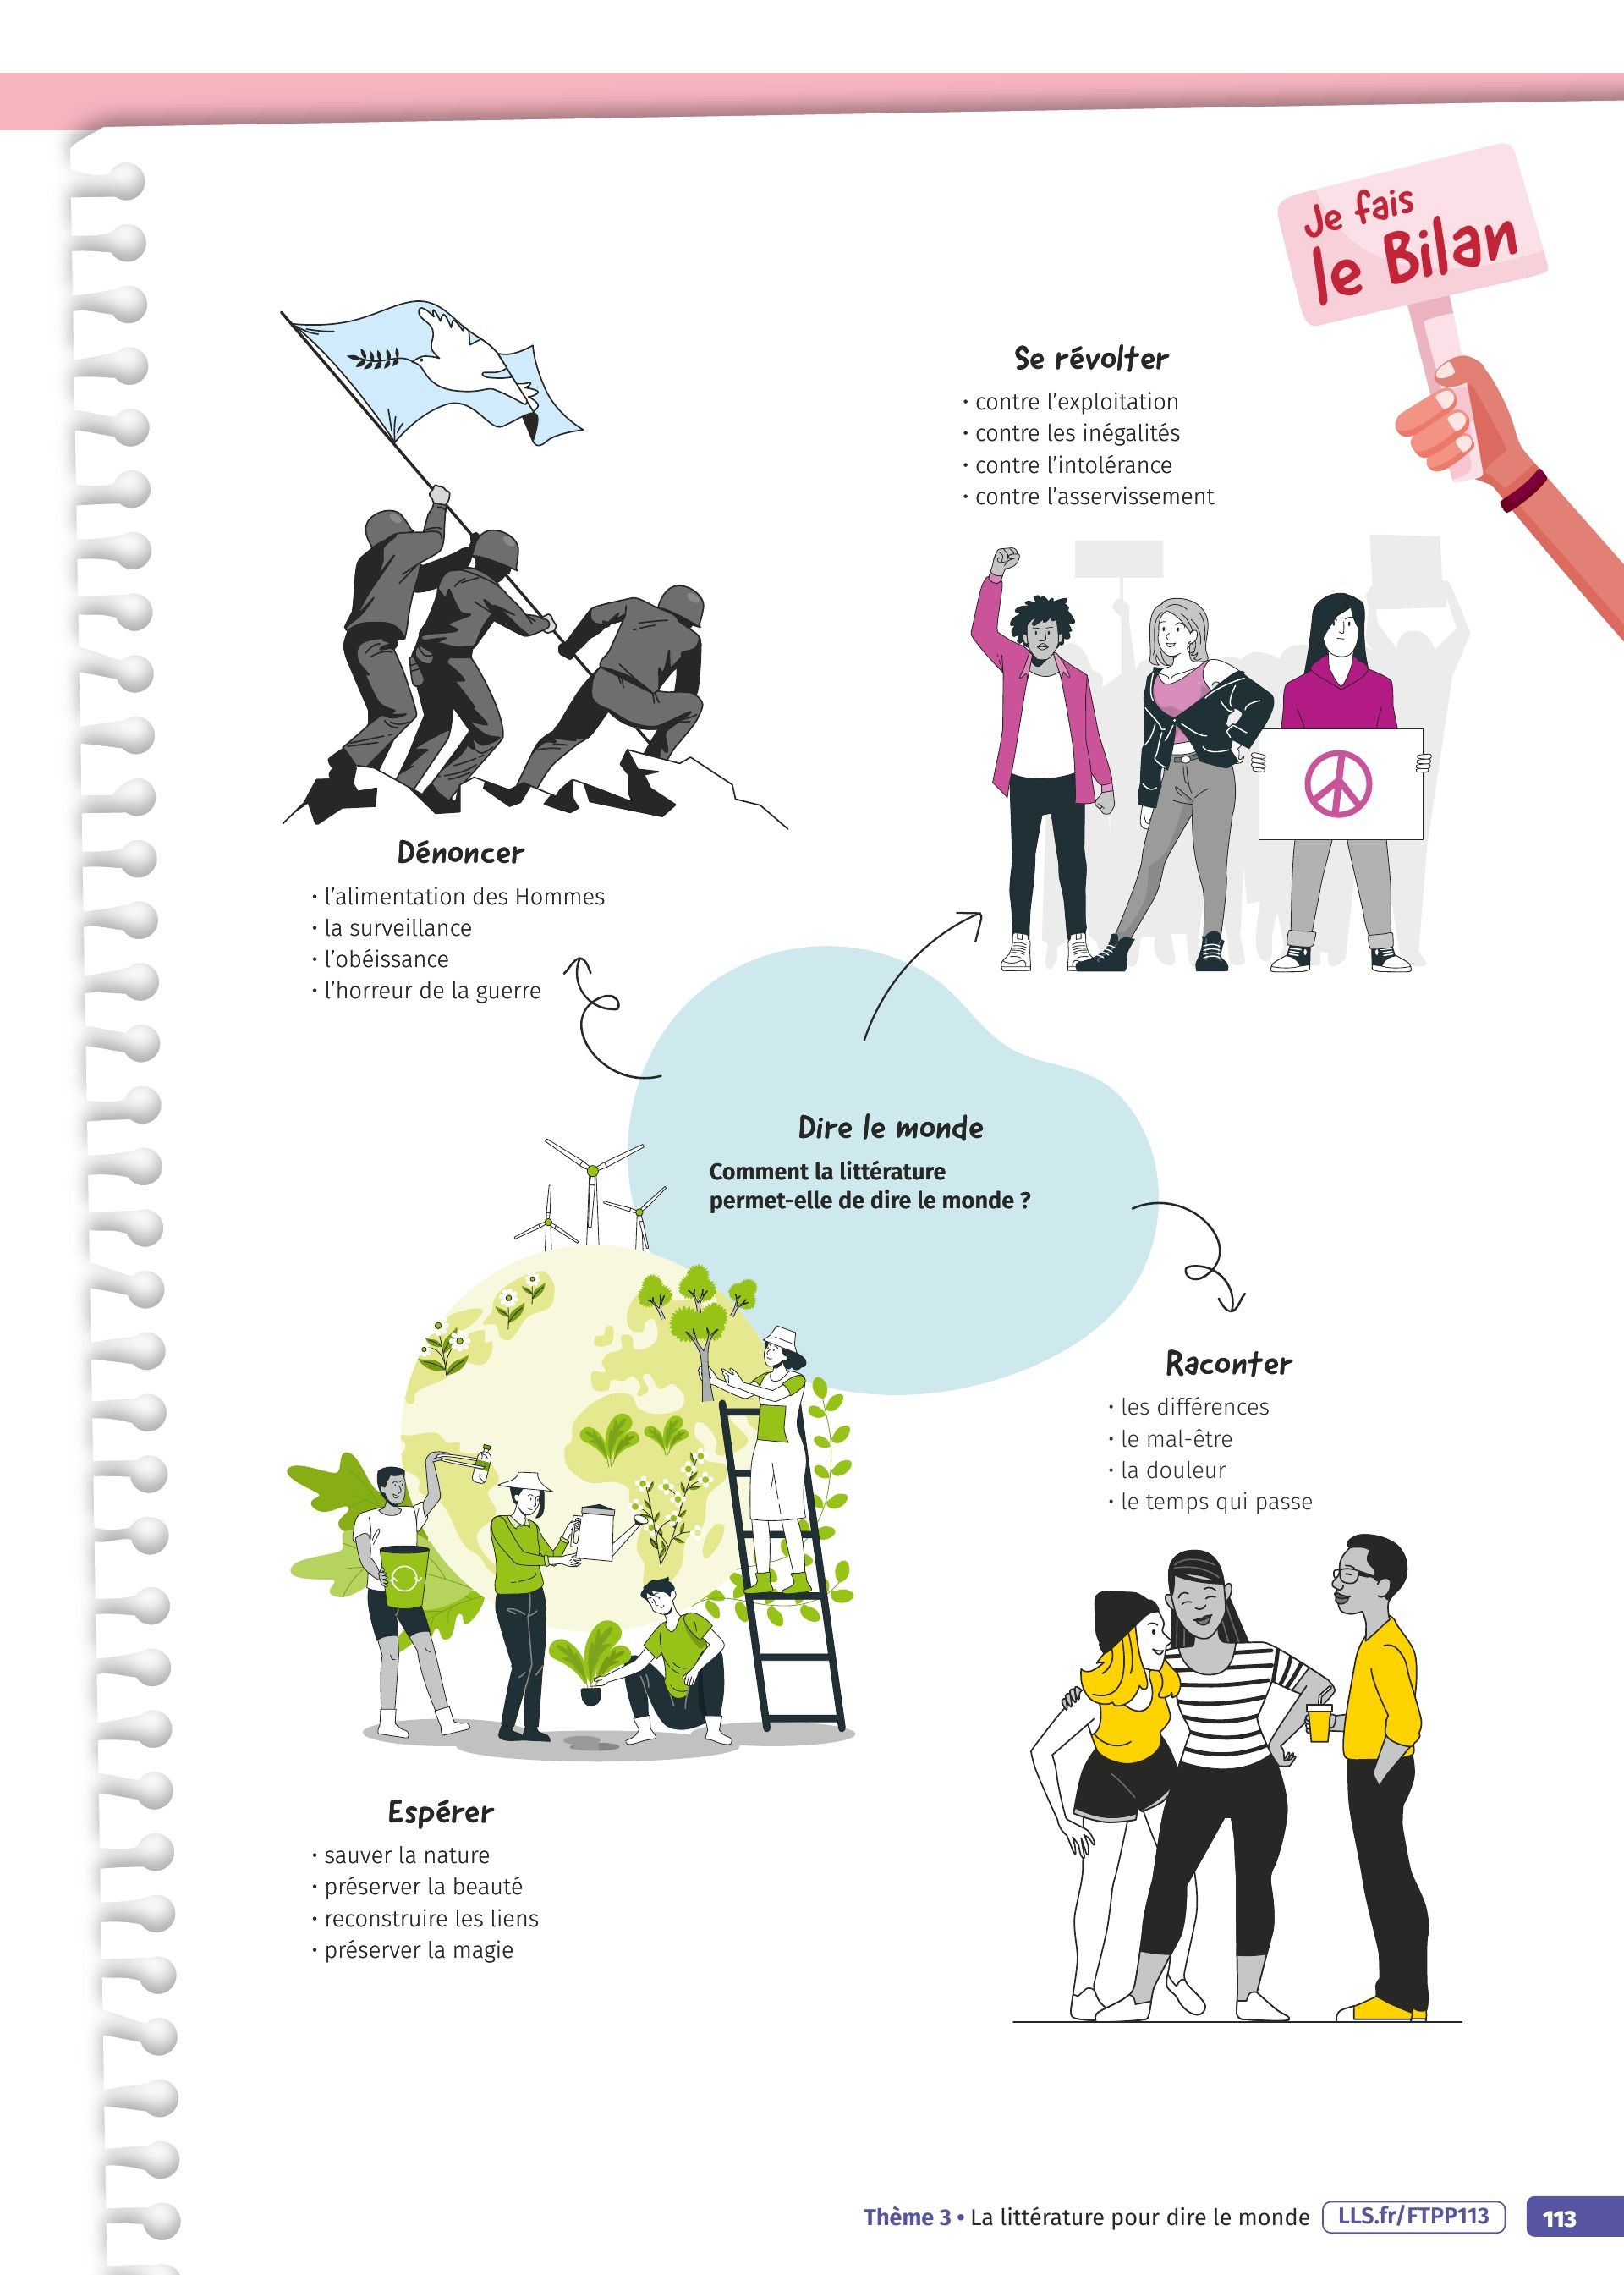 Je fais
le Bilan
Se révolter
• contre l'exploitation
• contre les inégalités
• contre l'intolérance
• contre l'asservissement
Dénoncer
• l'alimentation des Hommes
• la surveillance
• l'obéissance
• l'horreur de la guerre
Dire le monde
Comment la littérature
permet-elle de dire le monde ?
Raconter
• les différences
• le mal-être
• la douleur
• le temps qui passe
Espérer
• sauver la nature
• préserver la beauté
• reconstruire les liens
• préserver la magie
Thème 3 • La littérature pour dire le monde LLS.fr/FTPP113 113